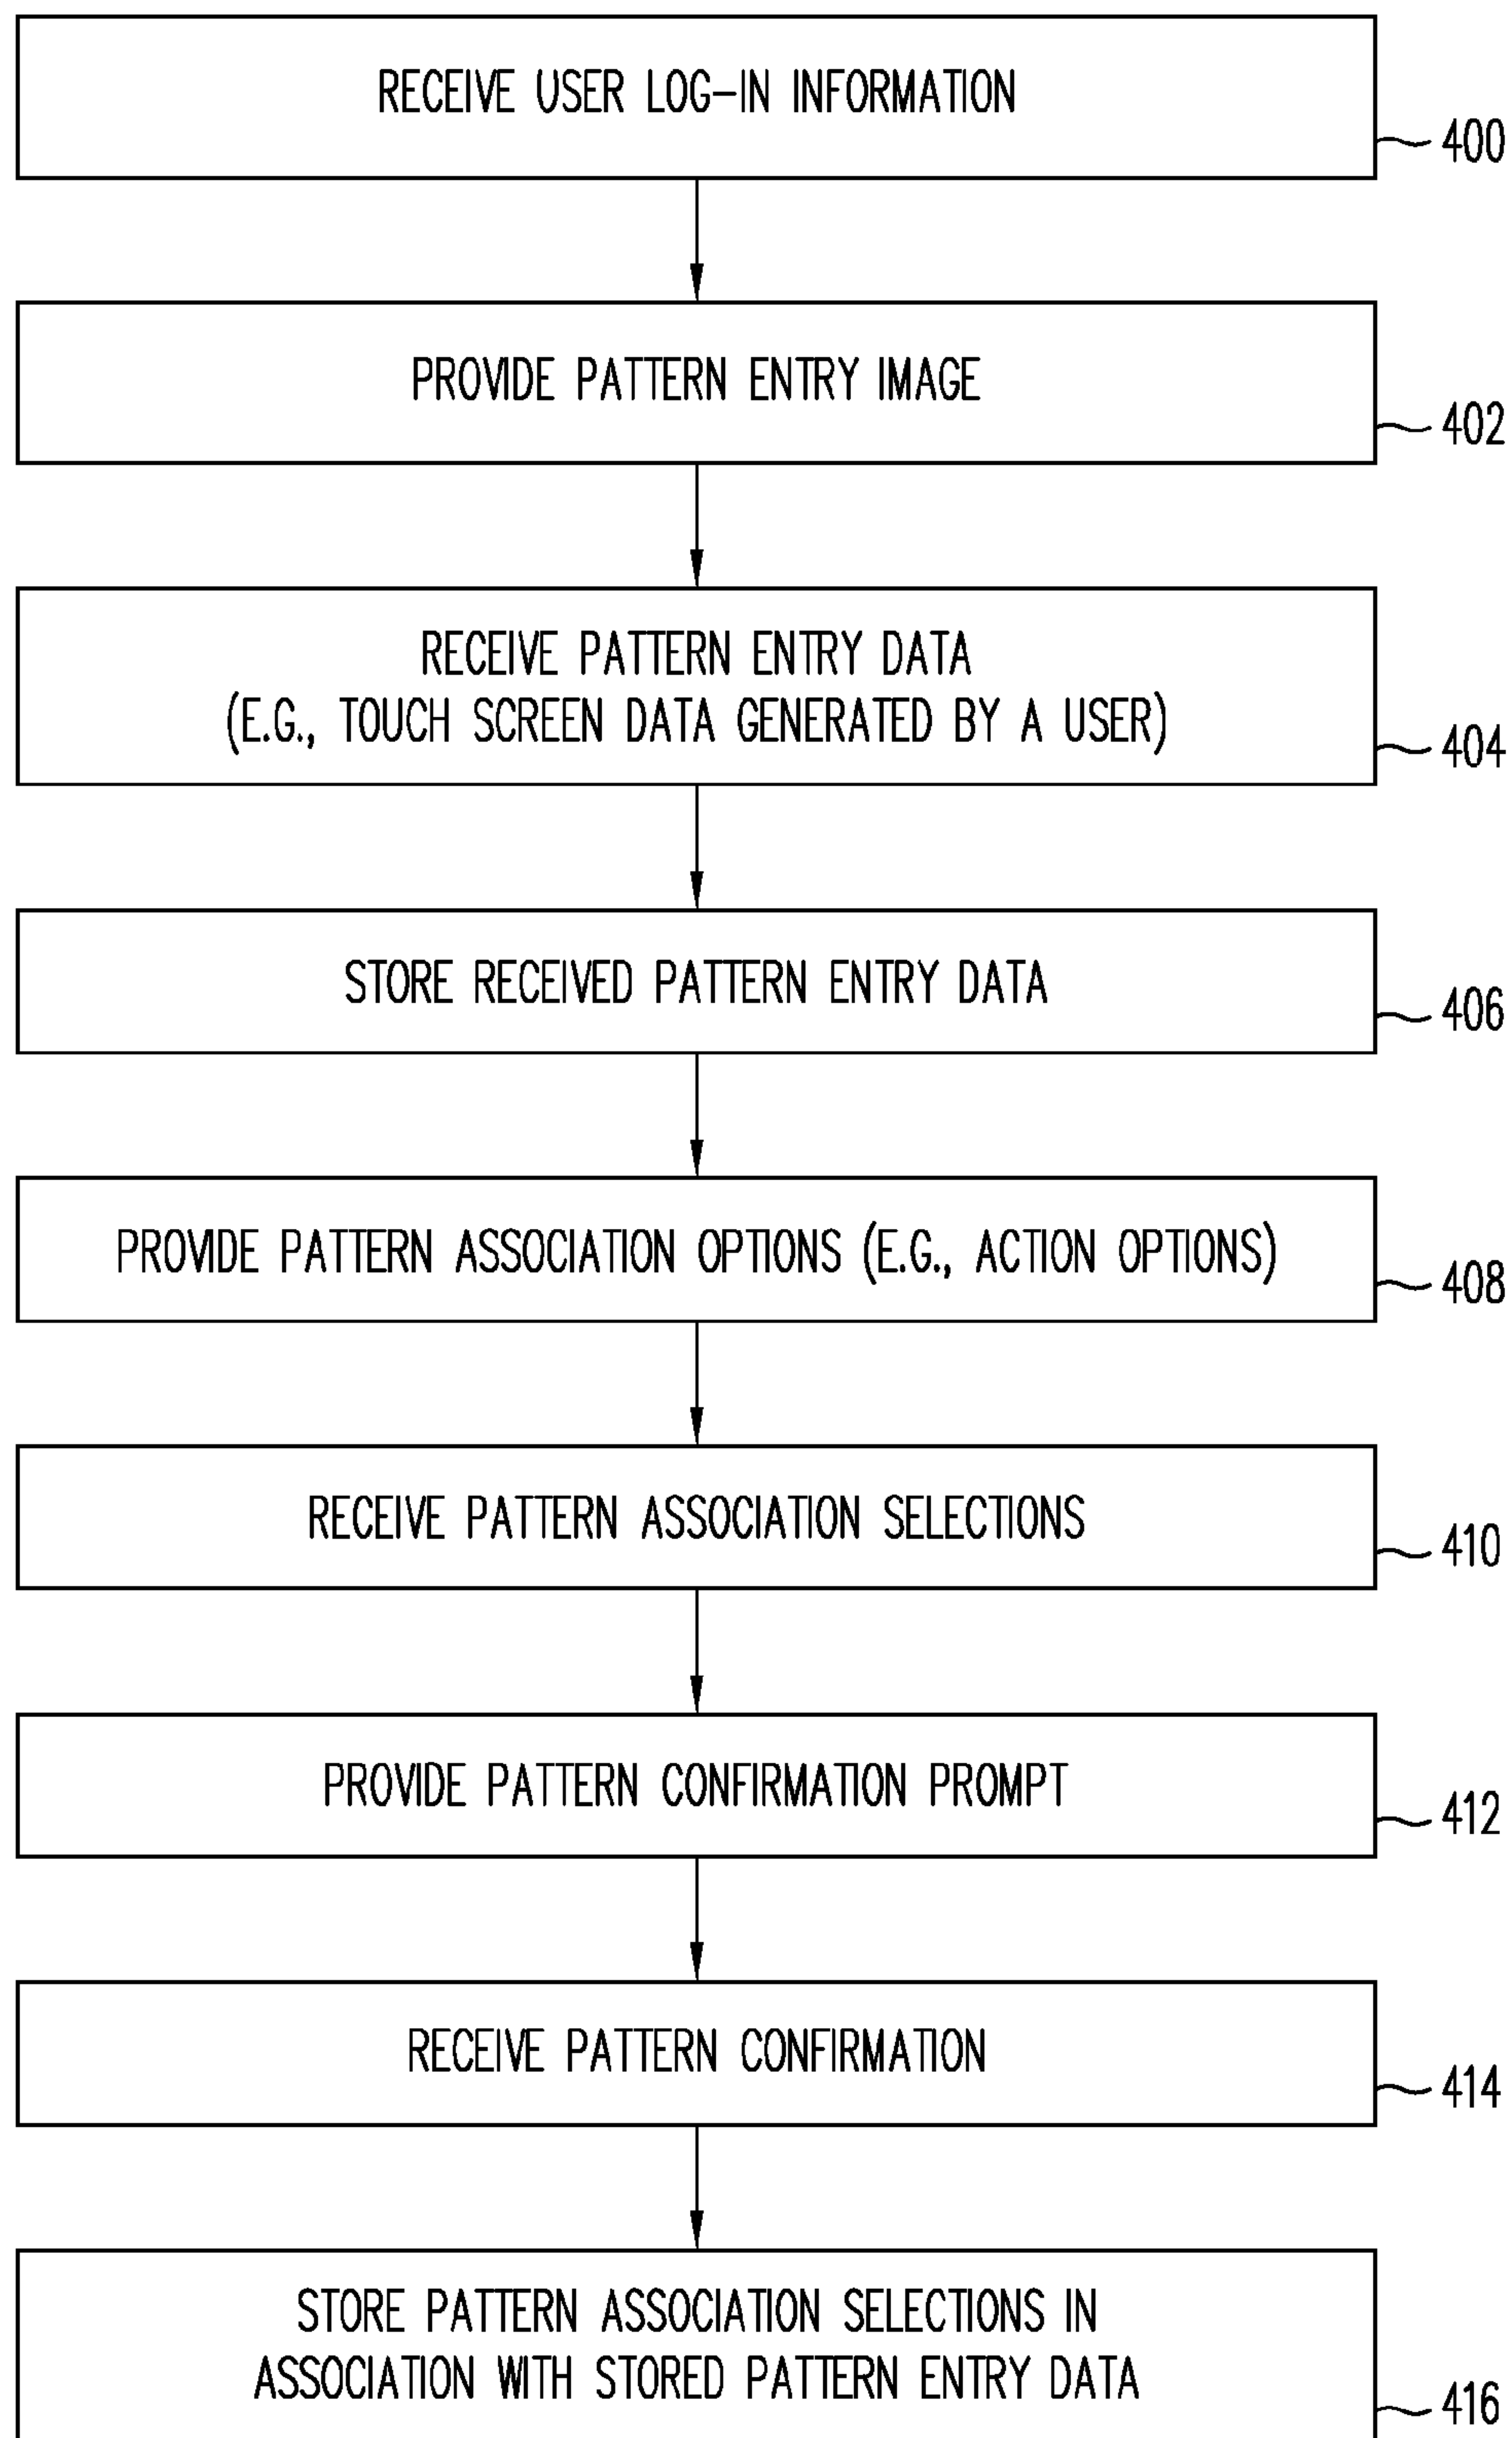 RECEIVE USER LOG-IN INFORMATION
400
PROVIDE PATTERN ENTRY IMAGE
402
RECEIVE PATTERN ENTRY DATA
(E.G., TOUCH SCREEN DATA GENERATED BY A USER)
404
STORE RECEIVED PATTERN ENTRY DATA
406
PROVIDE PATTERN ASSOCIATION OPTIONS (E.G., ACTION OPTIONS)
408
RECEIVE PATTERN ASSOCIATION SELECTIONS
410
PROVIDE PATTERN CONFIRMATION PROMPT
412
RECEIVE PATTERN CONFIRMATION
414
STORE PATTERN ASSOCIATION SELECTIONS IN
ASSOCIATION WITH STORED PATTERN ENTRY DATA
416